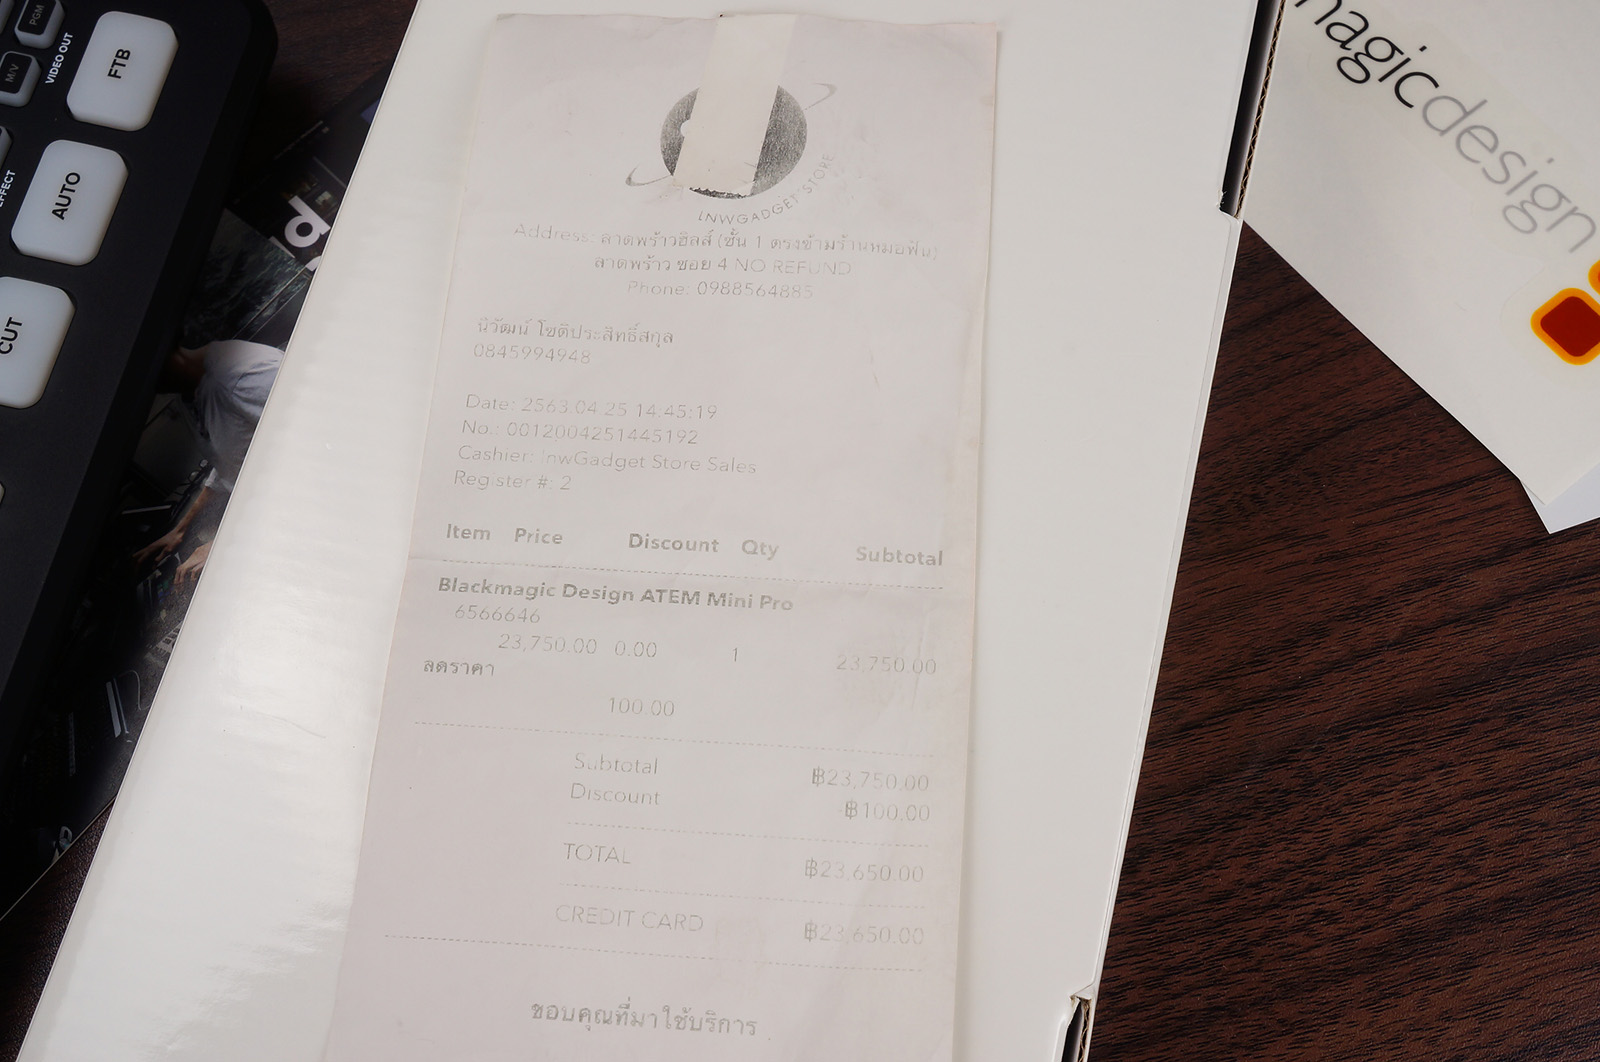 PGM
M/V
VIDEO OUT
FTB
AUTO
EFFECT
CUT
d
magicdesign
LNWGADGET STORE
Address: ลาดพร้าวฮิลส์ (ชั้น 1 ตรงข้ามร้านหมอฟัน)
ลาดพร้าว ซอย 4 NO REFUND
Phone: 0988564885
นิวัฒน์ โชติประสิทธิ์สกุล
0845994948
Date: 2563.04.25 14:45:19
No.: 00120042514451​92
Cashier: lnwGadget Store Sales
Register #: 2
Item Price Discount Qty Subtotal
Blackmagic Design ATEM Mini Pro
6566646
23,750.00 0.00 1 23,750.00
ลดราคา
100.00
Subtotal ฿23,750.00
Discount -฿100.00
TOTAL ฿23,650.00
CREDIT CARD ฿23,650.00
ขอบคุณที่มาใช้บริการ